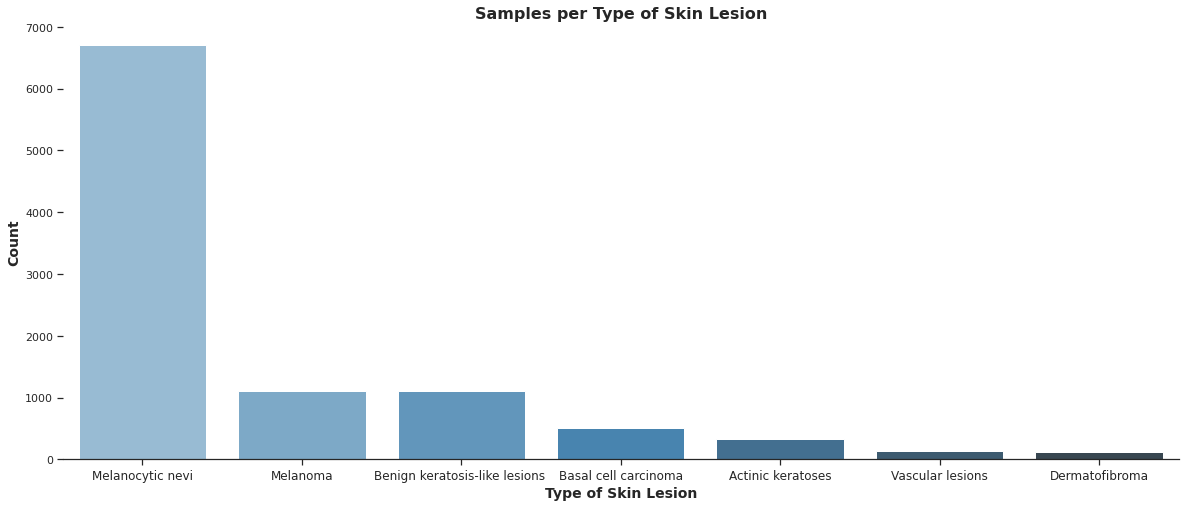 Samples per Type of Skin Lesion
7000
6000
5000
4000
3000
2000
1000
0
Count
Melanocytic nevi
Melanoma
Benign keratosis-like lesions
Basal cell carcinoma
Actinic keratoses
Vascular lesions
Dermatofibroma
Type of Skin Lesion